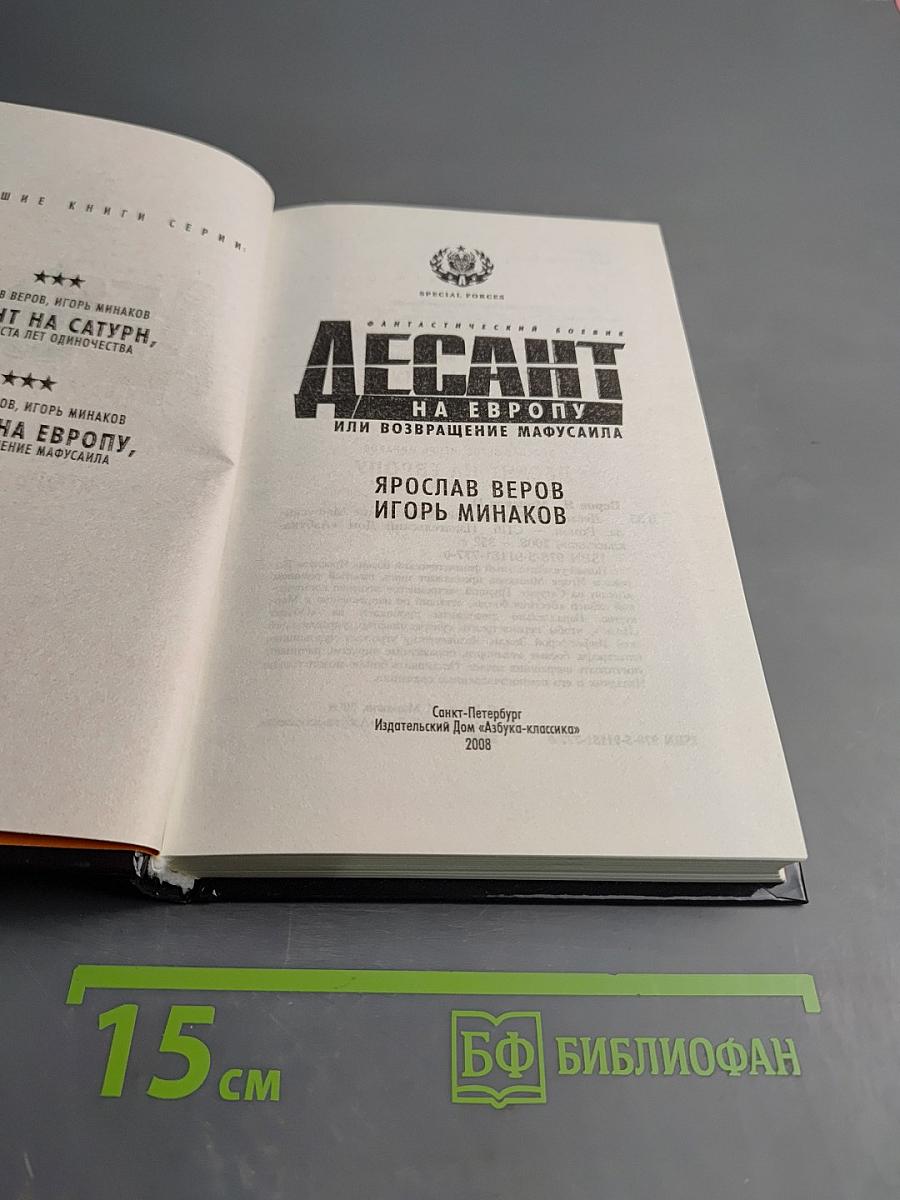 ШИЕ КНИГИ СЕРИИ:
★★★
В ВЕРОВ, ИГОРЬ МИНАКОВ
НТ НА САТУРН,
СТА ЛЕТ ОДИНОЧЕСТВА
★★★
ОВ, ИГОРЬ МИНАКОВ
НА ЕВРОПУ,
ЕНИЕ МАФУСАИЛА
SPECIAL FORCES
ФАНТАСТИЧЕСКИЙ БОЕВИК
ДЕСАНТ
НА ЕВРОПУ
ИЛИ ВОЗВРАЩЕНИЕ МАФУСАИЛА
ЯРОСЛАВ ВЕРОВ
ИГОРЬ МИНАКОВ
Санкт-Петербург
Издательский Дом «Азбука-классика»
2008
15 см
БФ БИБЛИОФАН